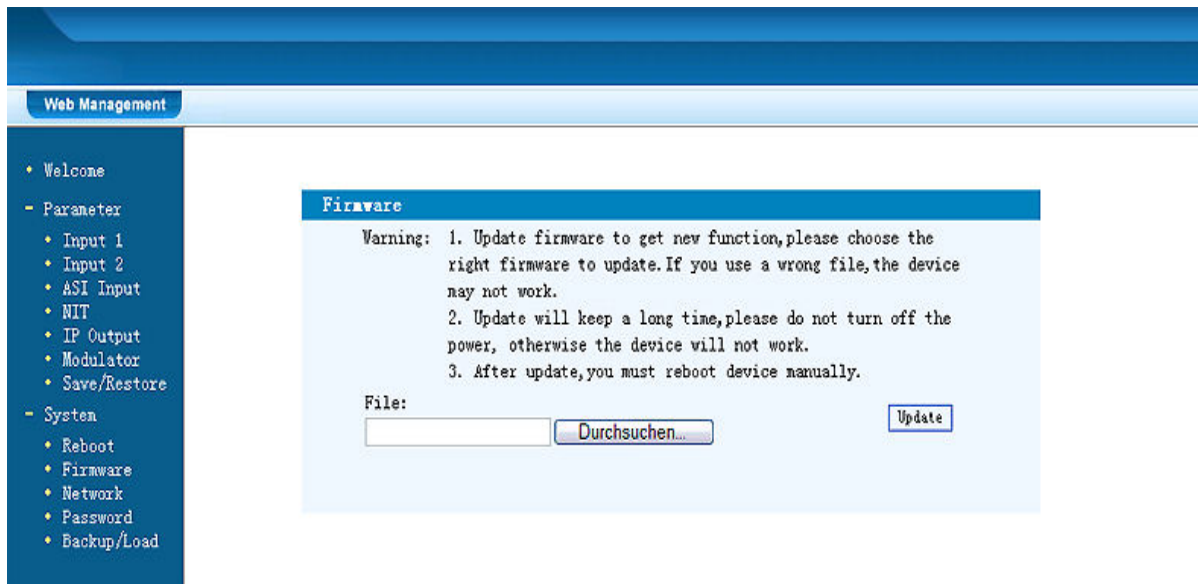 Web Management
Welcome
Parameter
Input 1
Input 2
ASI Input
NIT
IP Output
Modulator
Save/Restore
System
Reboot
Firmware
Network
Password
Backup/Load
Firmware
Warning: 1. Update firmware to get new function,please choose the
right firmware to update.If you use a wrong file,the device
may not work.
2. Update will keep a long time,please do not turn off the
power, otherwise the device will not work.
3. After update,you must reboot device manually.
File:
Durchsuchen...
Update